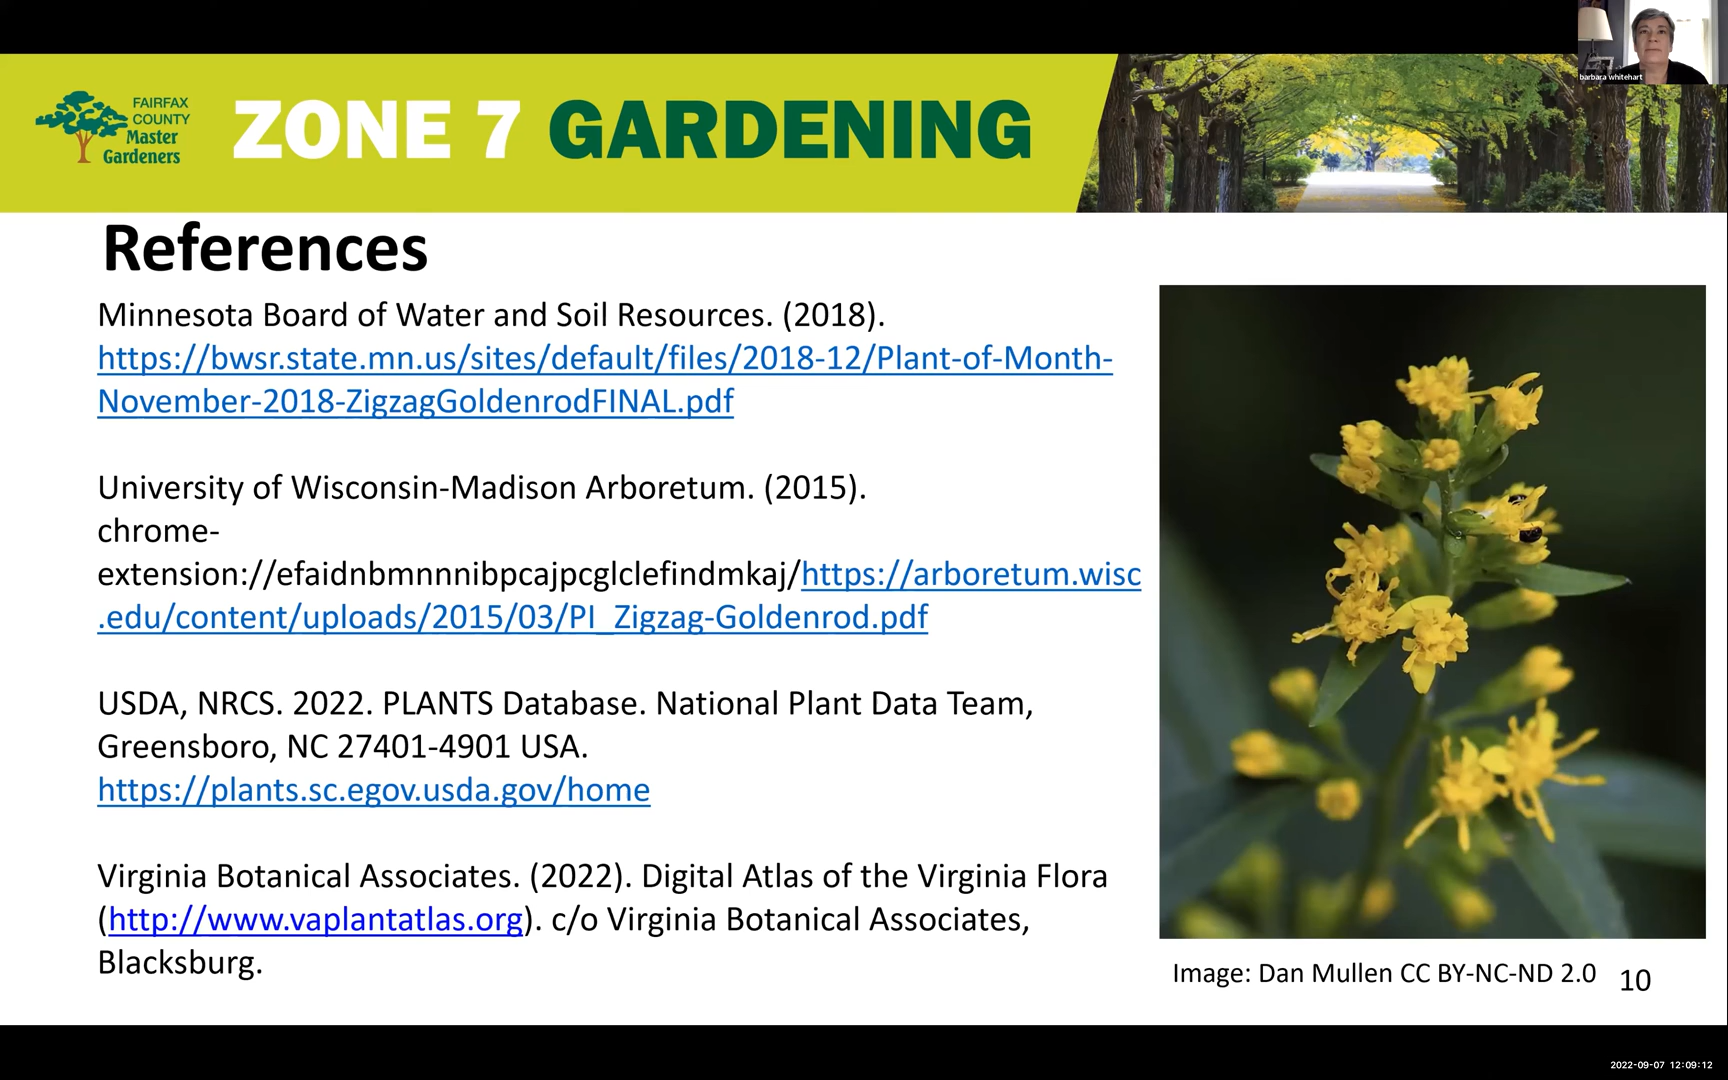 barbara whitehart
FAIRFAX
COUNTY
Master
Gardeners
ZONE 7 GARDENING
References
Minnesota Board of Water and Soil Resources. (2018).
https://bwsr.state.mn.us/sites/default/files/2018-12/Plant-of-Month-
November-2018-ZigzagGoldenrodFINAL.pdf
University of Wisconsin-Madison Arboretum. (2015).
chrome-
extension://efaidnbmnnnibpcajpcglclefindmkaj/https://arboretum.wisc
.edu/content/uploads/2015/03/PI_Zigzag-Goldenrod.pdf
USDA, NRCS. 2022. PLANTS Database. National Plant Data Team,
Greensboro, NC 27401-4901 USA.
https://plants.sc.egov.usda.gov/home
Virginia Botanical Associates. (2022). Digital Atlas of the Virginia Flora
(http://www.vaplantatlas.org). c/o Virginia Botanical Associates,
Blacksburg.
Image: Dan Mullen CC BY-NC-ND 2.0
10
2022-09-07 12:09:12